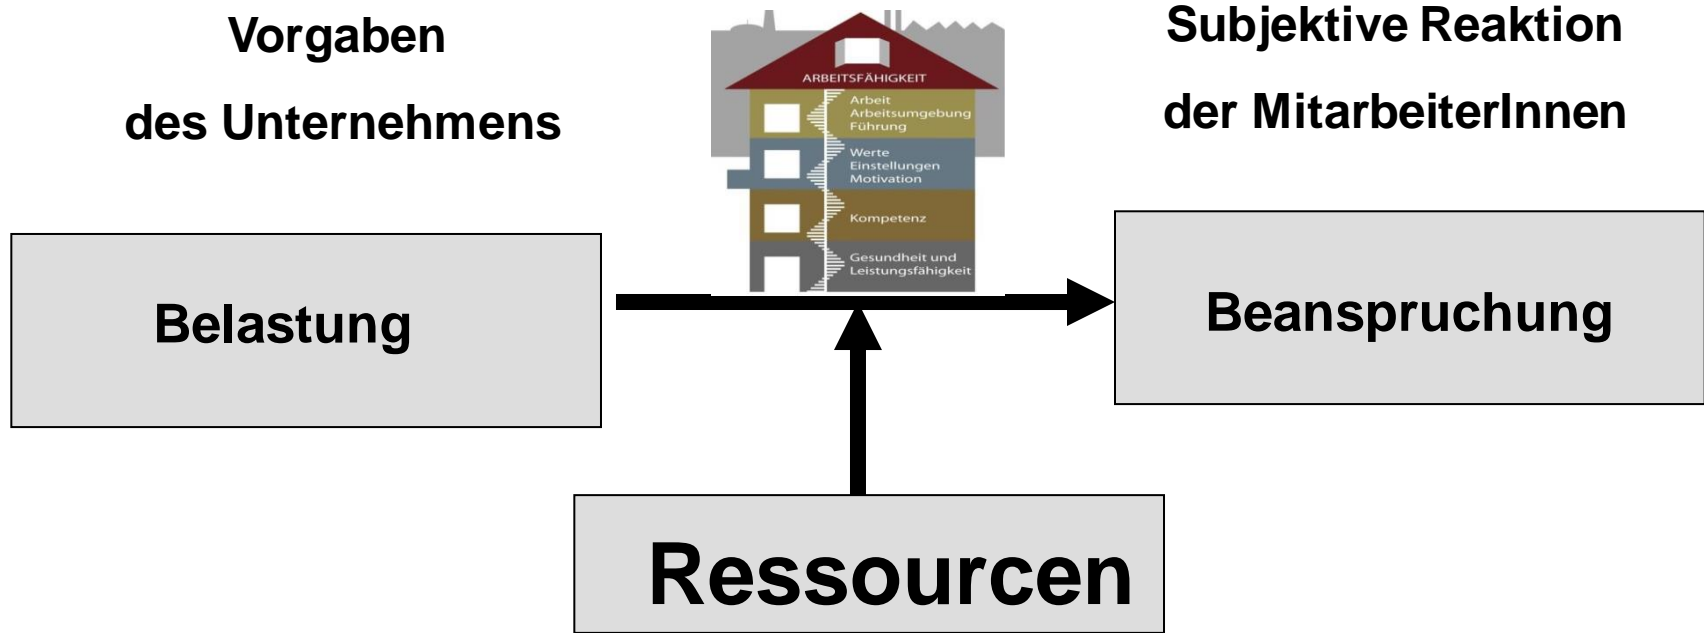 Vorgaben
des Unternehmens
ARBEITSFÄHIGKEIT
Arbeit
Arbeitsumgebung
Führung
Werte
Einstellungen
Motivation
Kompetenz
Gesundheit und
Leistungsfähigkeit
Subjektive Reaktion
der MitarbeiterInnen
Belastung
Beanspruchung
Ressourcen